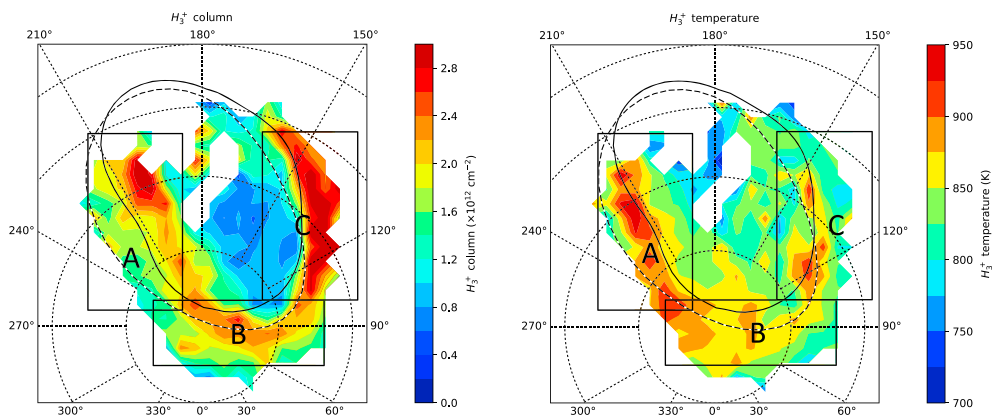 H₃⁺ column
210° 180° 150°
240° 120°
270° 90°
300° 330° 0° 30° 60°
A
B
C
2.8
2.4
2.0
1.6
1.2
0.8
0.4
0.0
H₃⁺ column (×10¹² cm⁻²)
H₃⁺ temperature
210° 180° 150°
240° 120°
270° 90°
300° 330° 0° 30° 60°
A
B
C
950
900
850
800
750
700
H₃⁺ temperature (K)